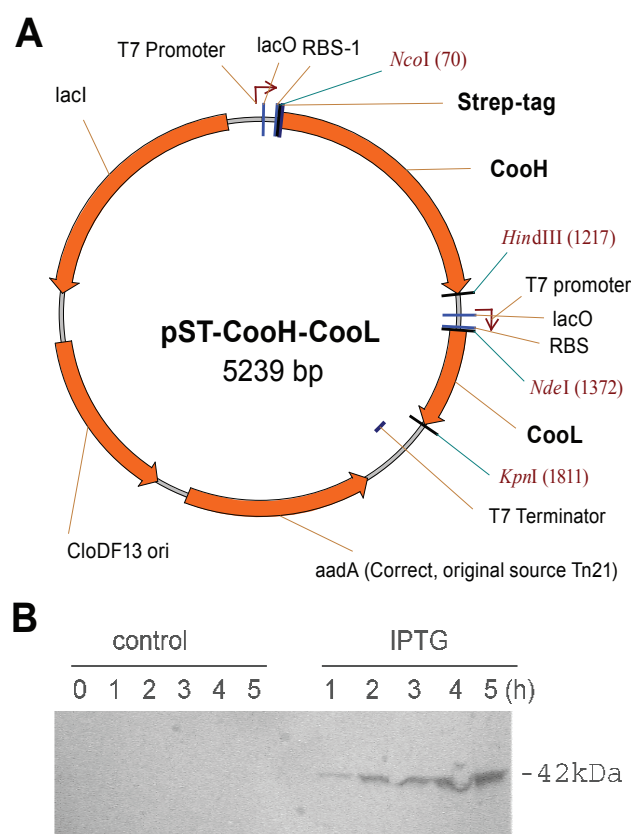 A
T7 Promoter
lacO RBS-1
NcoI (70)
lacI
Strep-tag
CooH
HindIII (1217)
T7 promoter
lacO
RBS
pST-CooH-CooL
5239 bp
NdeI (1372)
CooL
KpnI (1811)
T7 Terminator
CloDF13 ori
aadA (Correct, original source Tn21)
B
control IPTG
0 1 2 3 4 5 1 2 3 4 5 (h)
-42kDa